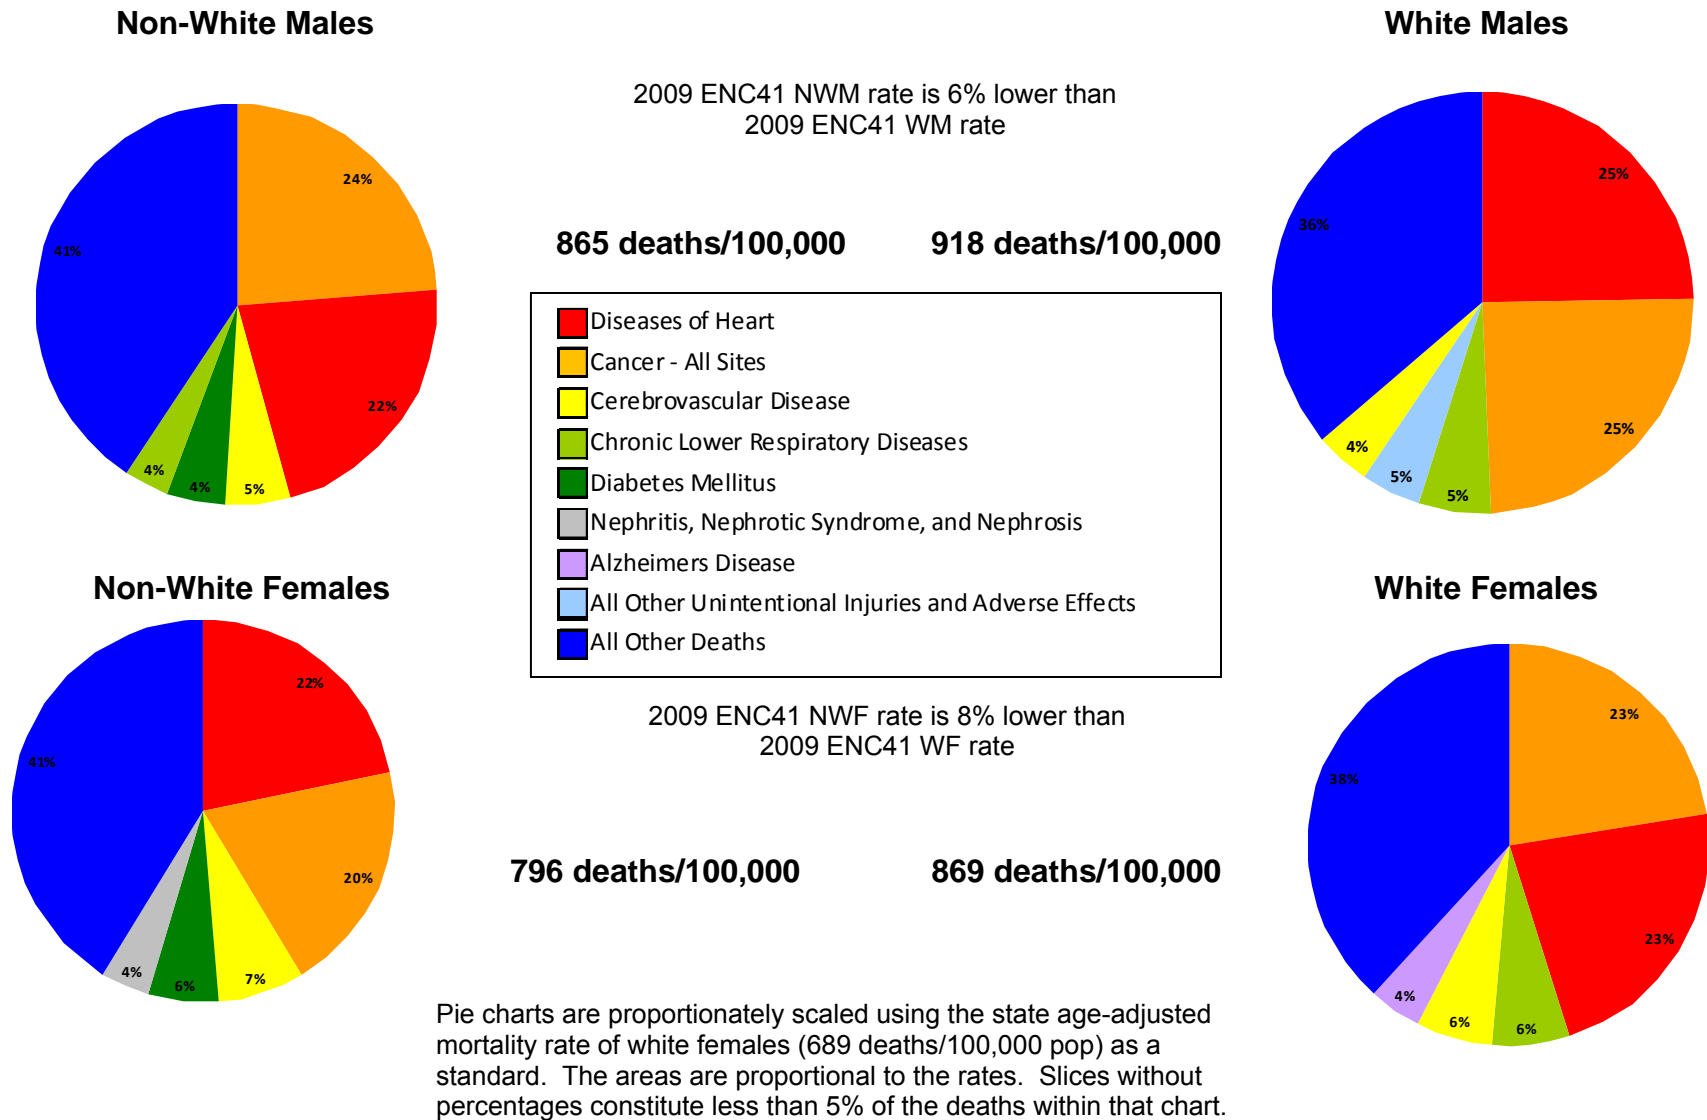 Non-White Males
White Males
2009 ENC41 NWM rate is 6% lower than
2009 ENC41 WM rate
24%
41%
22%
4%
4%
5%
25%
36%
25%
4%
5%
5%
865 deaths/100,000
918 deaths/100,000
Diseases of Heart
Cancer - All Sites
Cerebrovascular Disease
Chronic Lower Respiratory Diseases
Diabetes Mellitus
Nephritis, Nephrotic Syndrome, and Nephrosis
Alzheimers Disease
All Other Unintentional Injuries and Adverse Effects
All Other Deaths
Non-White Females
White Females
22%
41%
20%
4%
6%
7%
2009 ENC41 NWF rate is 8% lower than
2009 ENC41 WF rate
23%
38%
23%
4%
6%
6%
796 deaths/100,000
869 deaths/100,000
Pie charts are proportionately scaled using the state age-adjusted
mortality rate of white females (689 deaths/100,000 pop) as a
standard.  The areas are proportional to the rates.  Slices without
percentages constitute less than 5% of the deaths within that chart.